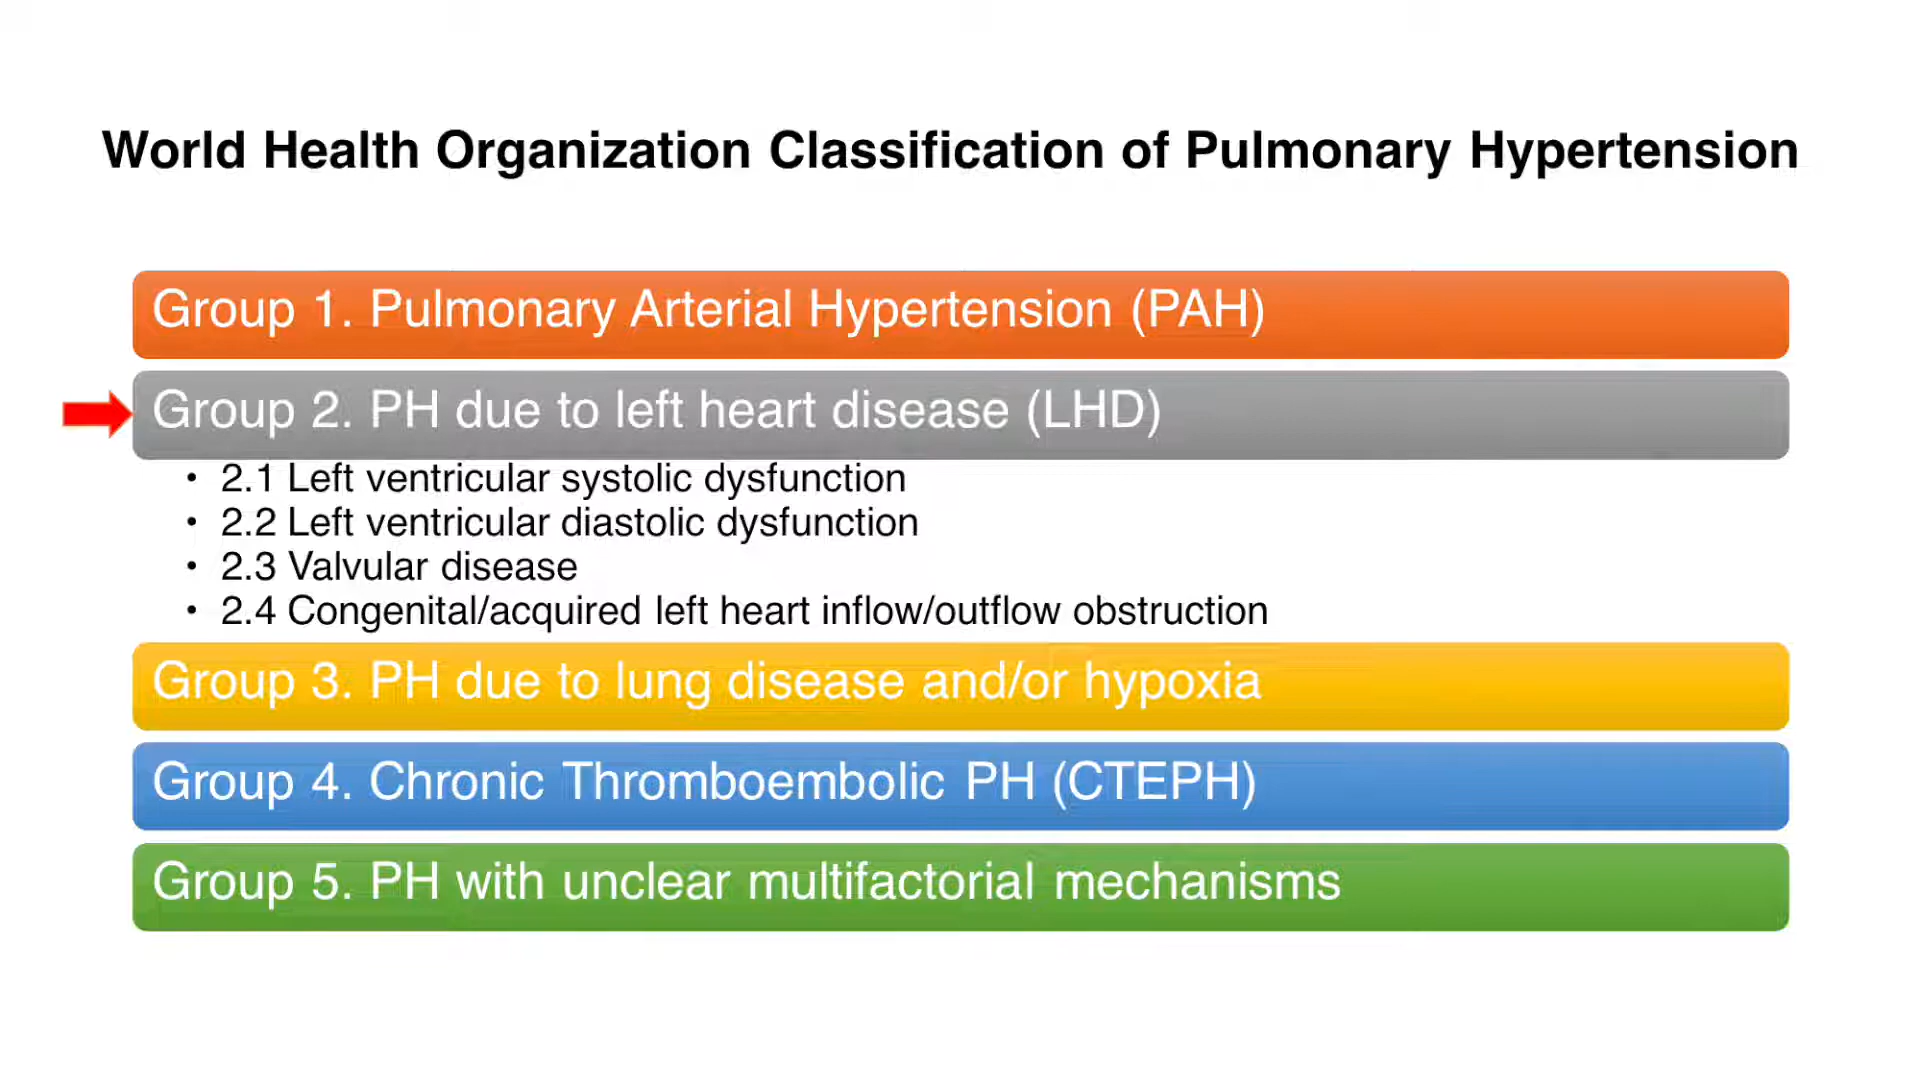 World Health Organization Classification of Pulmonary Hypertension
Group 1. Pulmonary Arterial Hypertension (PAH)
Group 2. PH due to left heart disease (LHD)
• 2.1 Left ventricular systolic dysfunction
• 2.2 Left ventricular diastolic dysfunction
• 2.3 Valvular disease
• 2.4 Congenital/acquired left heart inflow/outflow obstruction
Group 3. PH due to lung disease and/or hypoxia
Group 4. Chronic Thromboembolic PH (CTEPH)
Group 5. PH with unclear multifactorial mechanisms